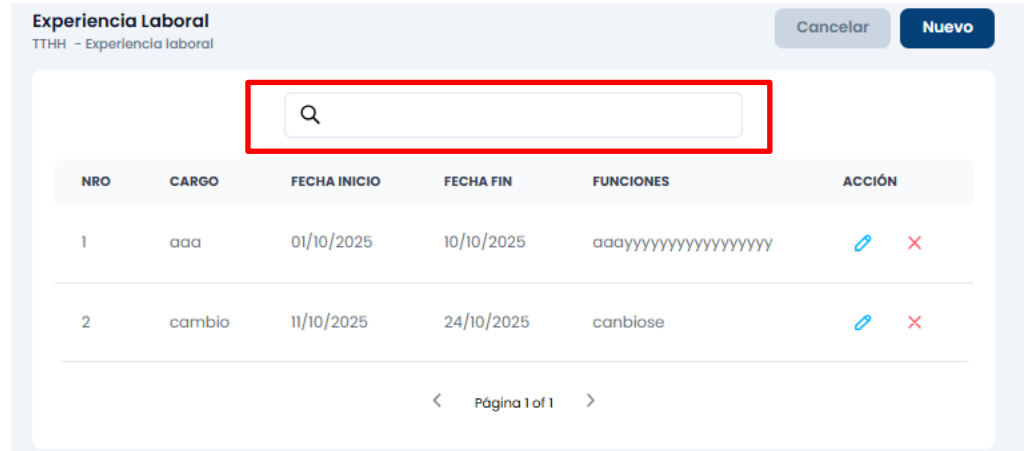 Experiencia Laboral
TTHH - Experiencia laboral
Cancelar
Nuevo
NRO CARGO FECHA INICIO FECHA FIN FUNCIONES ACCIÓN
1 aaa 01/10/2025 10/10/2025 aaayyyyyyyyyyyyyyyyy
2 cambio 11/10/2025 24/10/2025 canbiose
Página 1 of 1